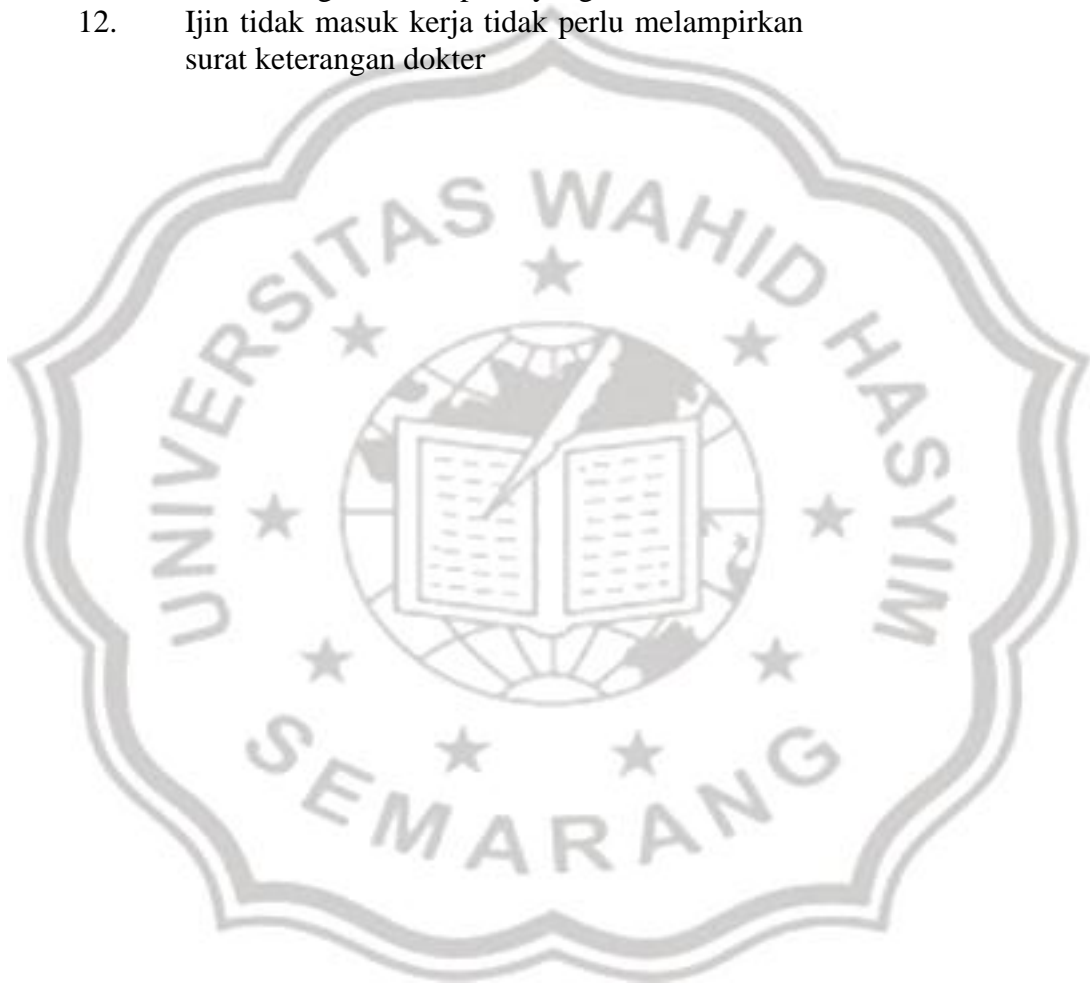 12. Ijin tidak masuk kerja tidak perlu melampirkan
surat keterangan dokter
UNIVERSITAS WAHID HASYIM
SEMARANG